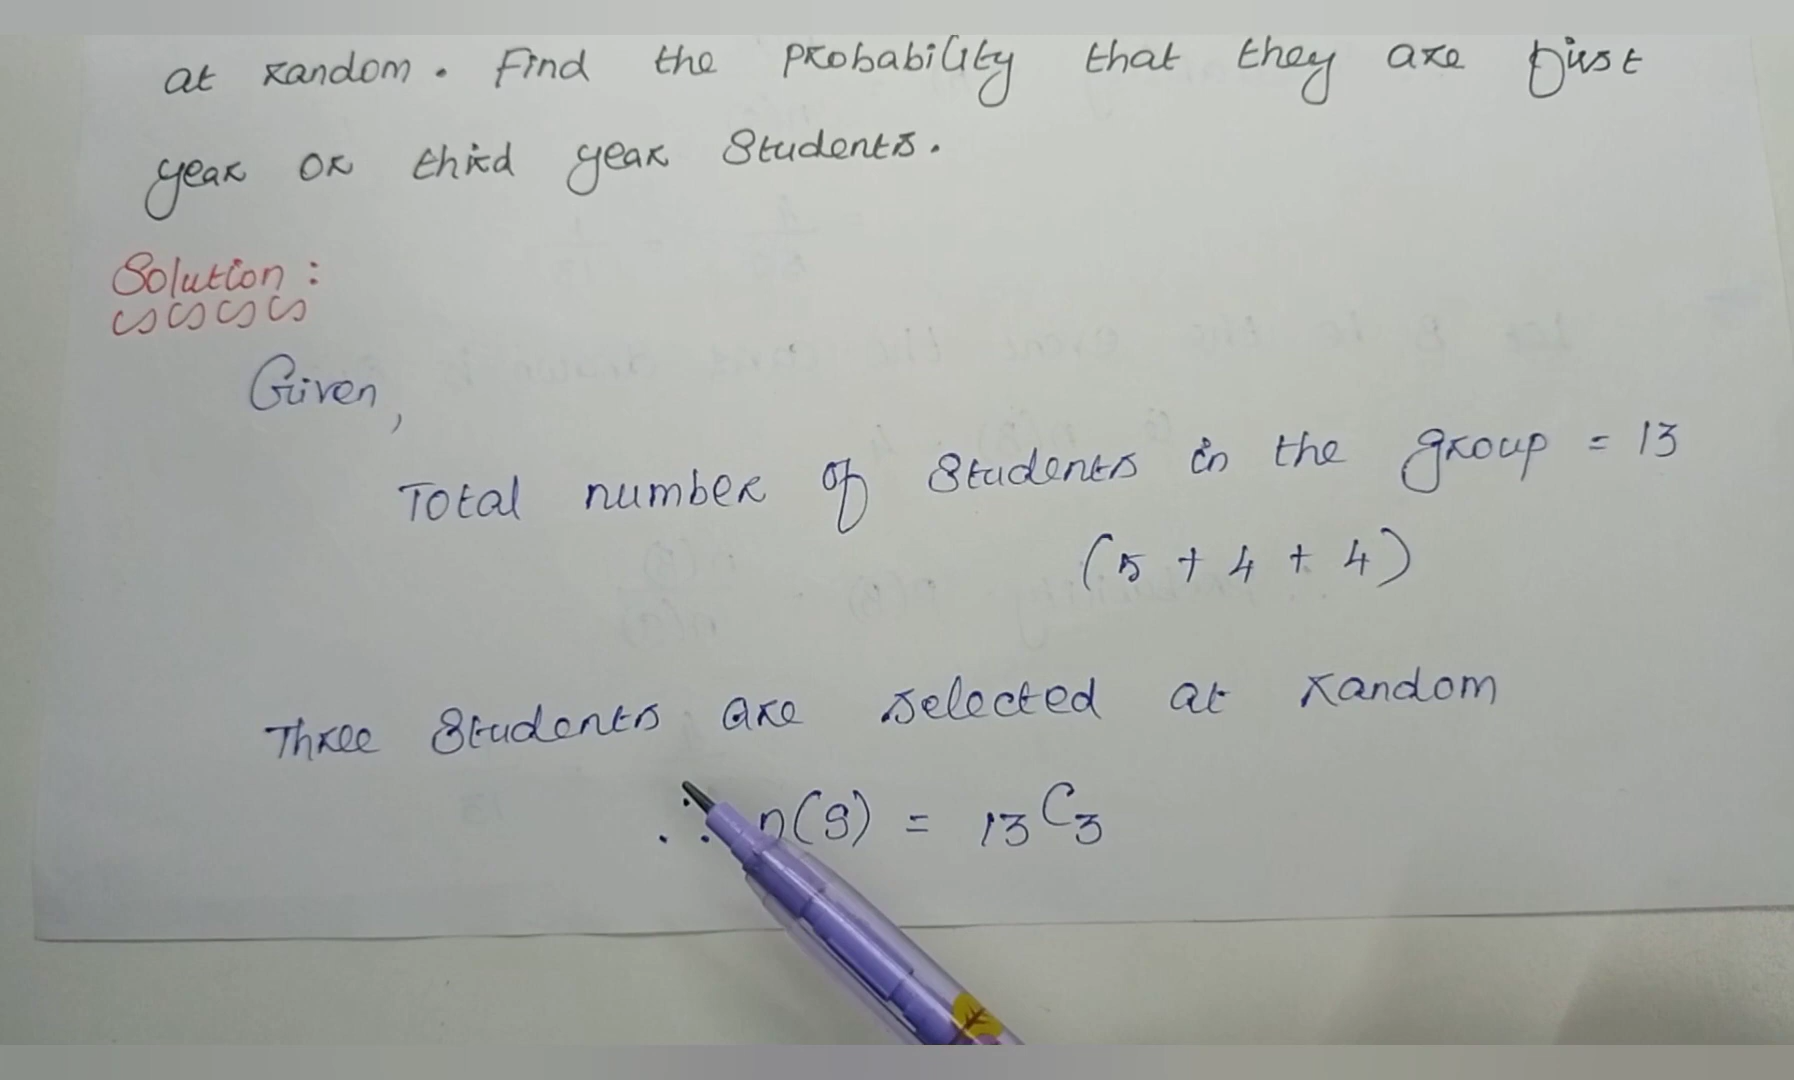 at random. Find the probability that they are first
year or third year Students.
Solution:
Given,
Total number of Students in the group = 13
(5 + 4 + 4)
Three Students are selected at random
∴ n(S) = 13C3